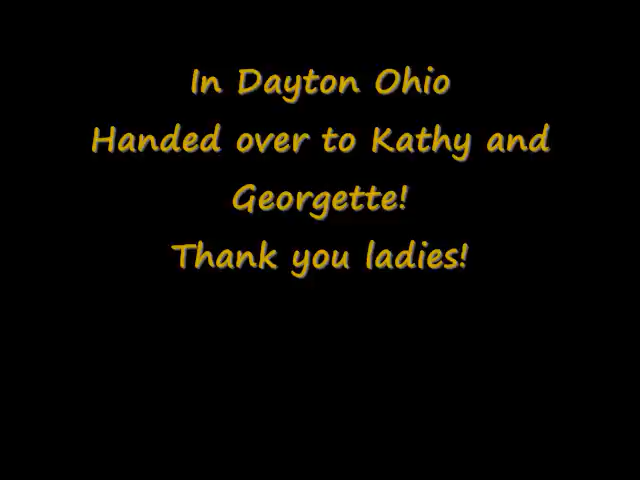 In Dayton Ohio
Handed over to Kathy and
Georgette!
Thank you ladies!